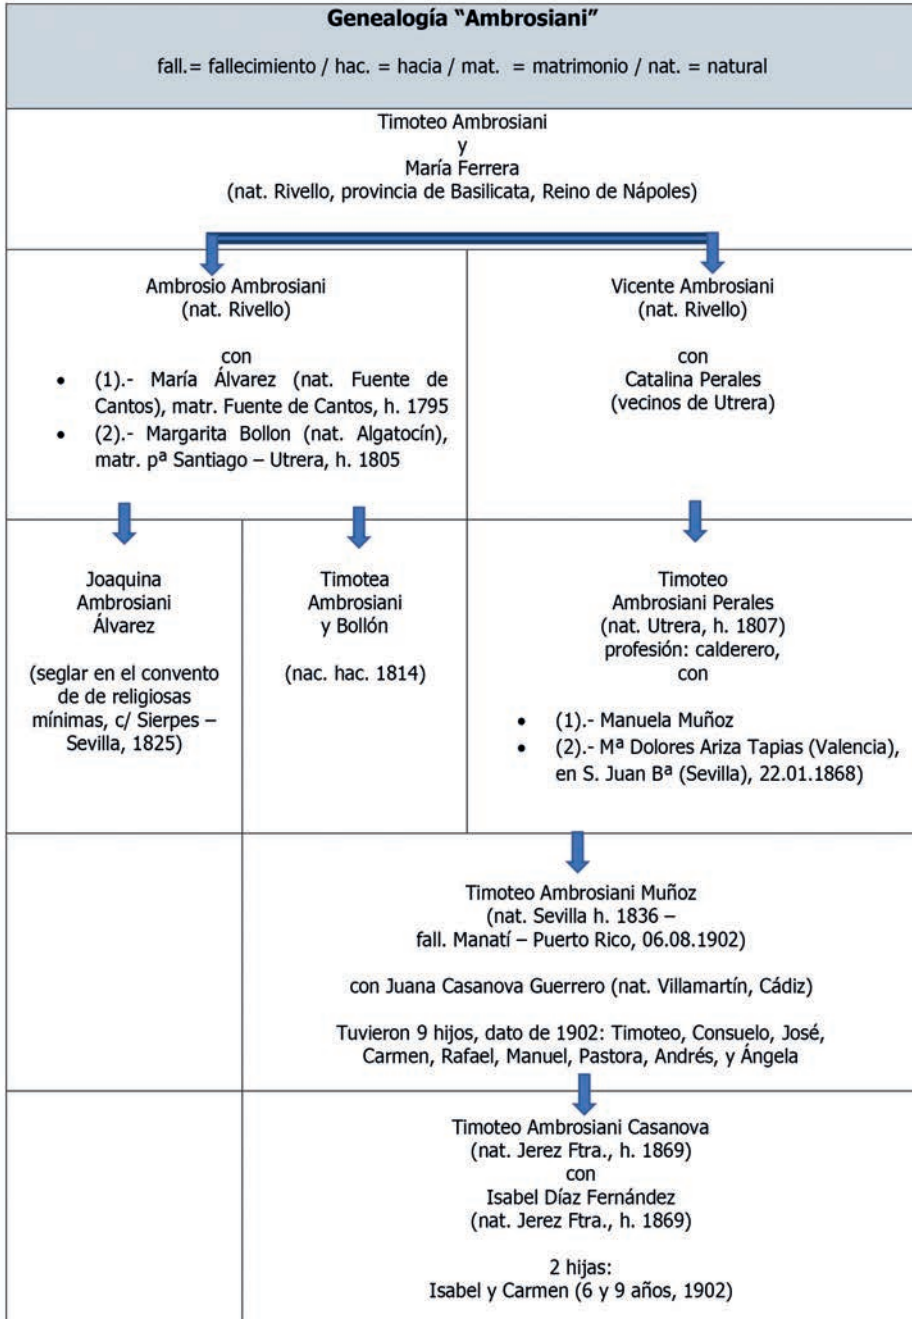 Genealogía “Ambrosiani”
fall.= fallecimiento / hac. = hacia / mat. = matrimonio / nat. = natural
Timoteo Ambrosiani
y
María Ferrera
(nat. Rivello, provincia de Basilicata, Reino de Nápoles)
Ambrosio Ambrosiani
(nat. Rivello)
con
• (1).- María Álvarez (nat. Fuente de
Cantos), matr. Fuente de Cantos, h. 1795
• (2).- Margarita Bollon (nat. Algatocín),
matr. pª Santiago – Utrera, h. 1805
Vicente Ambrosiani
(nat. Rivello)
con
Catalina Perales
(vecinos de Utrera)
Joaquina
Ambrosiani
Álvarez
(seglar en el convento
de de religiosas
mínimas, c/ Sierpes –
Sevilla, 1825)
Timotea
Ambrosiani
y Bollón
(nac. hac. 1814)
Timoteo
Ambrosiani Perales
(nat. Utrera, h. 1807)
profesión: calderero,
con
• (1).- Manuela Muñoz
• (2).- Mª Dolores Ariza Tapias (Valencia),
en S. Juan Bª (Sevilla), 22.01.1868)
Timoteo Ambrosiani Muñoz
(nat. Sevilla h. 1836 –
fall. Manatí – Puerto Rico, 06.08.1902)
con Juana Casanova Guerrero (nat. Villamartín, Cádiz)
Tuvieron 9 hijos, dato de 1902: Timoteo, Consuelo, José,
Carmen, Rafael, Manuel, Pastora, Andrés, y Ángela
Timoteo Ambrosiani Casanova
(nat. Jerez Ftra., h. 1869)
con
Isabel Díaz Fernández
(nat. Jerez Ftra., h. 1869)
2 hijas:
Isabel y Carmen (6 y 9 años, 1902)